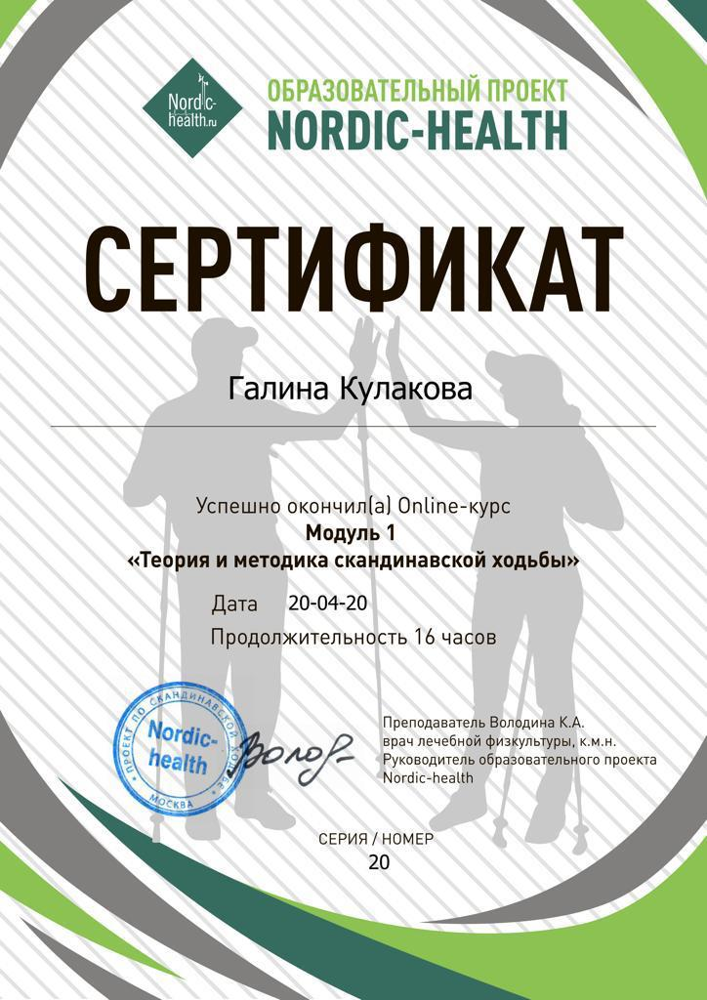 Nordic-
health.ru
ОБРАЗОВАТЕЛЬНЫЙ ПРОЕКТ
NORDIC-HEALTH
СЕРТИФИКАТ
Галина Кулакова
Успешно окончил(а) Online-курс
Модуль 1
«Теория и методика скандинавской ходьбы»
Дата 20-04-20
Продолжительность 16 часов
ПРОЕКТ ПО СКАНДИНАВСКОЙ ХОДЬБЕ
Nordic-
health
МОСКВА
Преподаватель Володина К.А.
врач лечебной физкультуры, к.м.н.
Руководитель образовательного проекта
Nordic-health
СЕРИЯ / НОМЕР
20